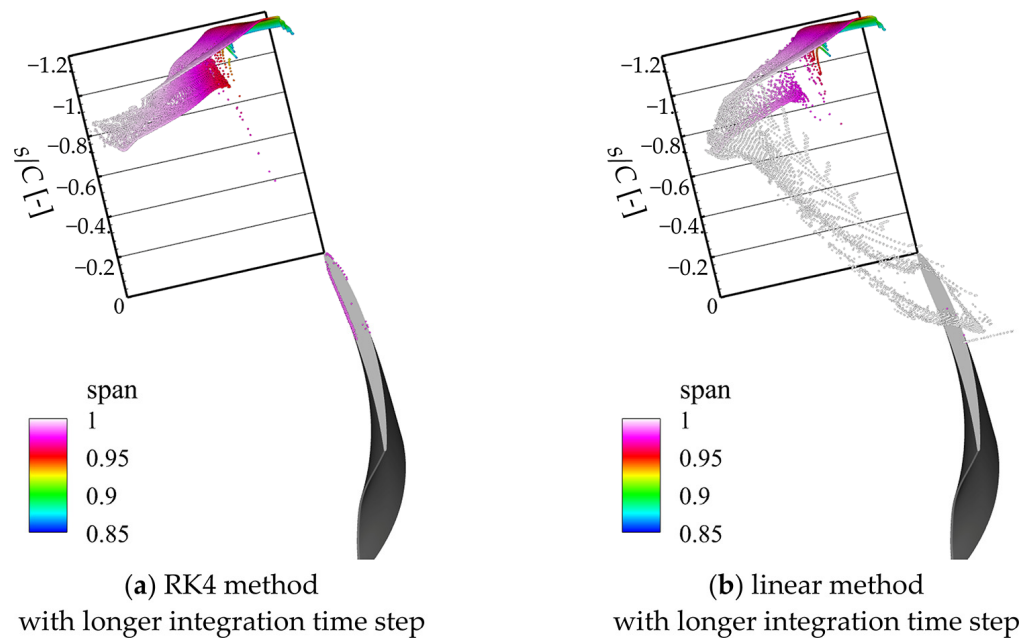 −1.2
−1.
−0.8
−0.6
−0.4
−0.2
0
s|C [-]
span
1
0.95
0.9
0.85
(a) RK4 method
with longer integration time step
−1.2
−1.
−0.8
−0.6
−0.4
−0.2
0
s|C [-]
span
1
0.95
0.9
0.85
(b) linear method
with longer integration time step